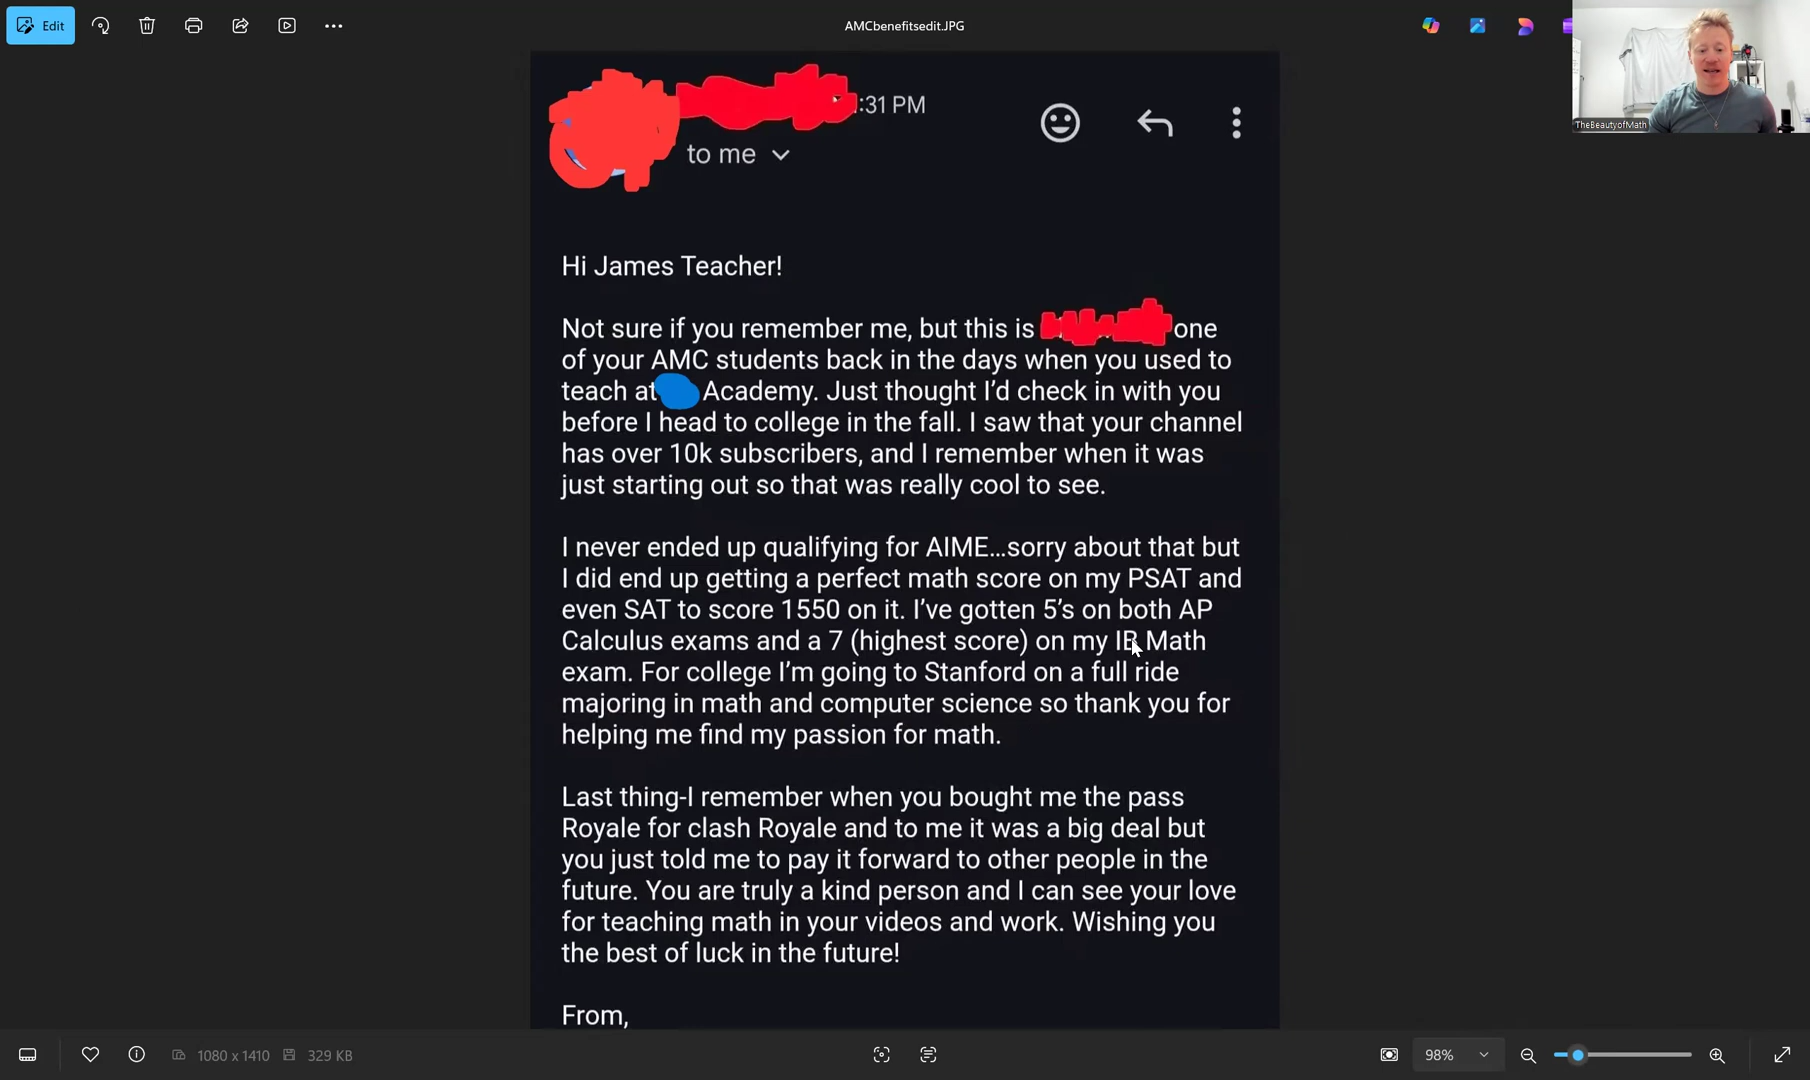 Edit
AMCbenefitsedit.JPG
TheBeautyofMath
:31 PM
to me
Hi James Teacher!
Not sure if you remember me, but this is one
of your AMC students back in the days when you used to
teach at Academy. Just thought I’d check in with you
before I head to college in the fall. I saw that your channel
has over 10k subscribers, and I remember when it was
just starting out so that was really cool to see.
I never ended up qualifying for AIME…sorry about that but
I did end up getting a perfect math score on my PSAT and
even SAT to score 1550 on it. I’ve gotten 5’s on both AP
Calculus exams and a 7 (highest score) on my IB Math
exam. For college I’m going to Stanford on a full ride
majoring in math and computer science so thank you for
helping me find my passion for math.
Last thing-I remember when you bought me the pass
Royale for clash Royale and to me it was a big deal but
you just told me to pay it forward to other people in the
future. You are truly a kind person and I can see your love
for teaching math in your videos and work. Wishing you
the best of luck in the future!
From,
1080 x 1410
329 KB
98%